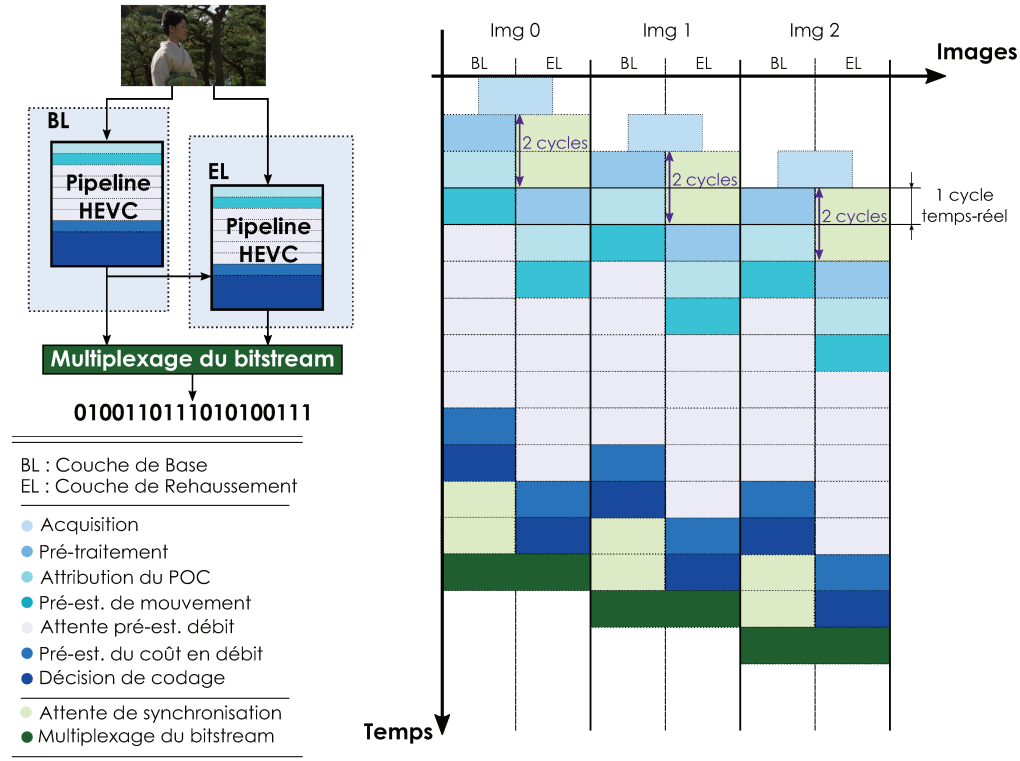 BL
Pipeline
HEVC
EL
Pipeline
HEVC
Multiplexage du bitstream
0100110111010100111
BL : Couche de Base
EL : Couche de Rehaussement
Acquisition
Pré-traitement
Attribution du POC
Pré-est. de mouvement
Attente pré-est. débit
Pré-est. du coût en débit
Décision de codage
Attente de synchronisation
Multiplexage du bitstream
Img 0 Img 1 Img 2
Images
BL EL BL EL BL EL
2 cycles
2 cycles
2 cycles
1 cycle
temps-réel
Temps